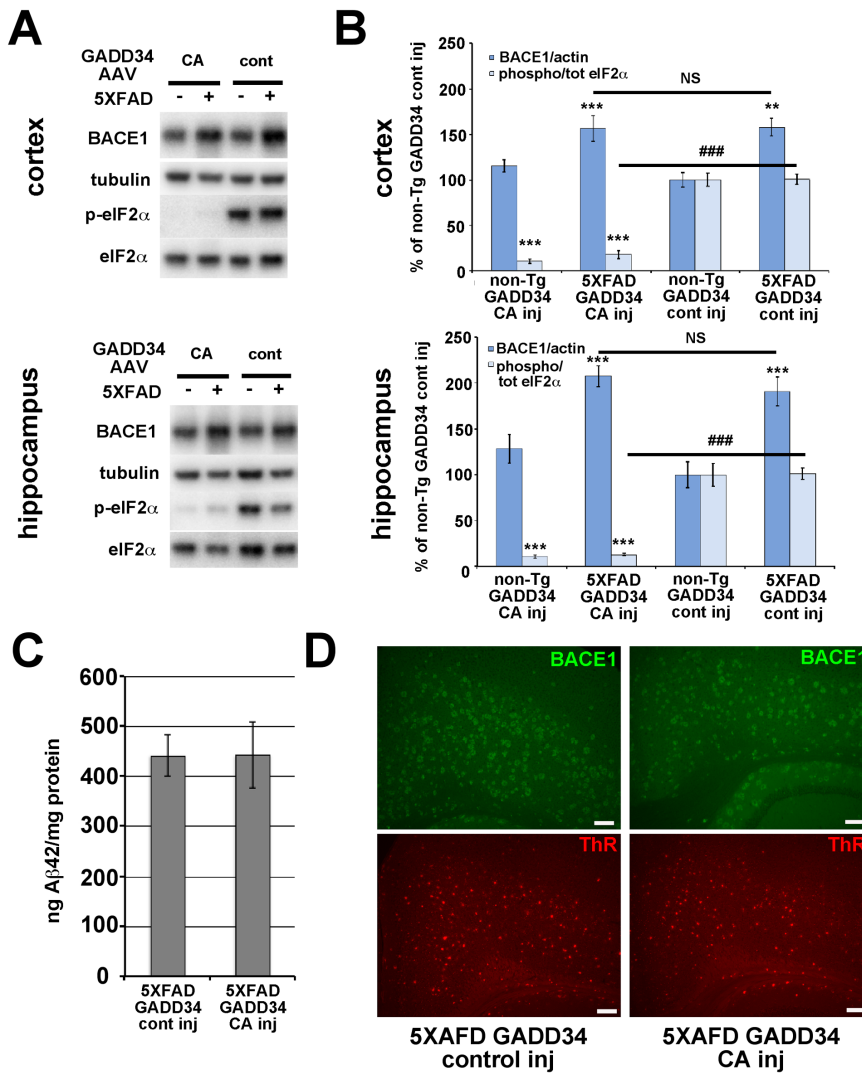 A
GADD34
AAV
CA
cont
5XFAD
-
+
-
+
cortex
BACE1
tubulin
p-eIF2α
eIF2α
GADD34
AAV
CA
cont
5XFAD
-
+
-
+
hippocampus
BACE1
tubulin
p-eIF2α
eIF2α
B
cortex
% of non-Tg GADD34 cont inj
250
200
150
100
50
0
BACE1/actin
phospho/tot eIF2α
NS
***
**
###
***
***
non-Tg
GADD34
CA inj
5XFAD
GADD34
CA inj
non-Tg
GADD34
cont inj
5XFAD
GADD34
cont inj
hippocampus
% of non-Tg GADD34 cont inj
250
200
150
100
50
0
BACE1/actin
phospho/
tot eIF2α
NS
***
***
###
***
***
non-Tg
GADD34
CA inj
5XFAD
GADD34
CA inj
non-Tg
GADD34
cont inj
5XFAD
GADD34
cont inj
C
ng Aβ42/mg protein
600
500
400
300
200
100
0
5XFAD
GADD34
cont inj
5XFAD
GADD34
CA inj
D
BACE1
BACE1
ThR
ThR
5XAFD GADD34
control inj
5XAFD GADD34
CA inj